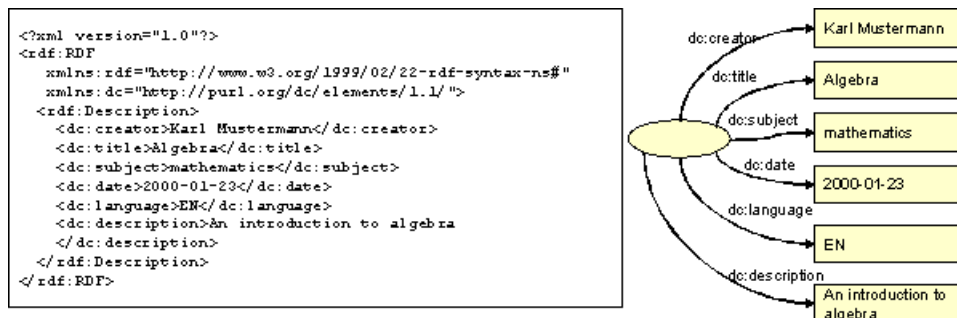 <?xml version="1.0"?>
<rdf:RDF
xmlns:rdf="http://www.w3.org/1999/02/22-rdf-syntax-ns#"
xmlns:dc="http://purl.org/dc/elements/1.1/">
<rdf:Description>
<dc:creator>Karl Mustermann</dc:creator>
<dc:title>Algebra</dc:title>
<dc:subject>mathematics</dc:subject>
<dc:date>2000-01-23</dc:date>
<dc:language>EN</dc:language>
<dc:description>An introduction to algebra
</dc:description>
</rdf:Description>
</rdf:RDF>
dc:creator
Karl Mustermann
dc:title
Algebra
dc:subject
mathematics
dc:date
2000-01-23
dc:language
EN
dc:description
An introduction to
algebra